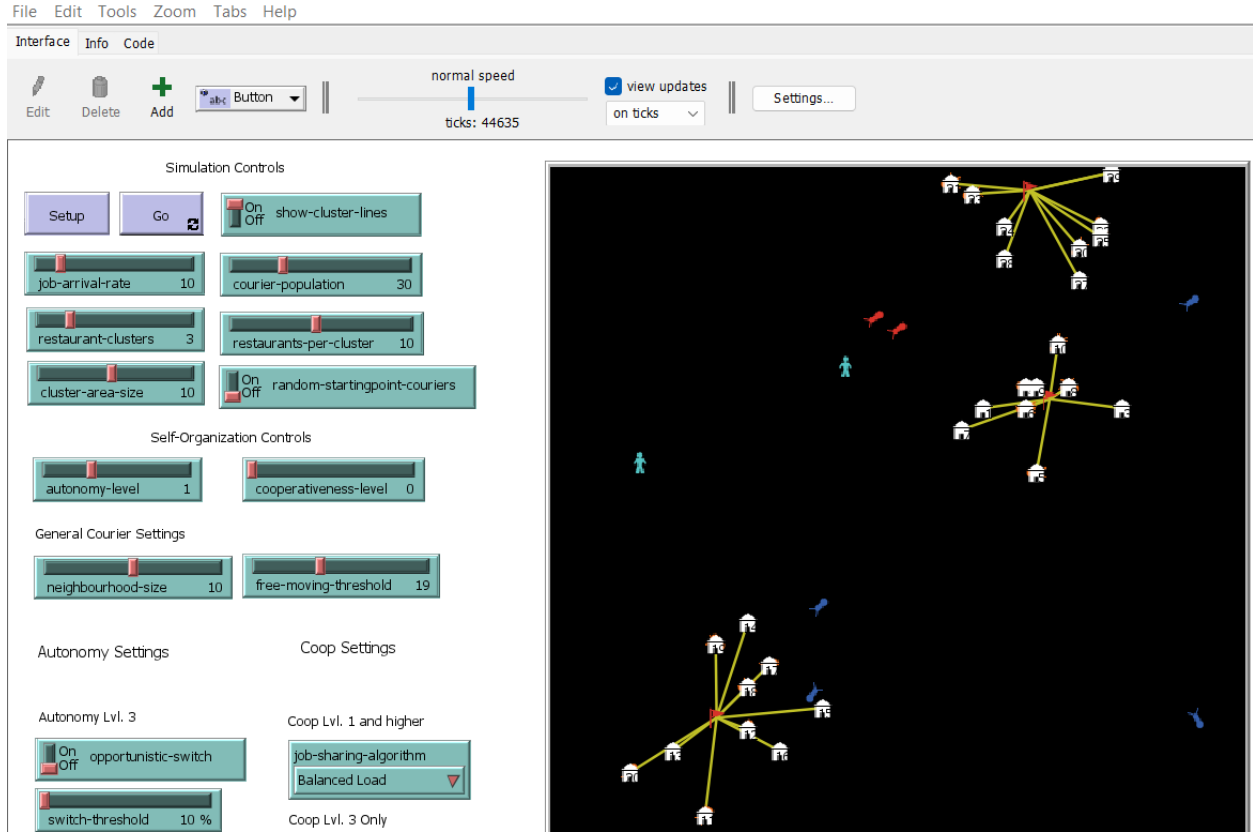 File Edit Tools Zoom Tabs Help
Interface Info Code
normal speed
view updates
Edit Delete Add abc Button
Settings...
on ticks
ticks: 44635
Simulation Controls
Setup Go On Off show-cluster-lines
job-arrival-rate 10 courier-population 30
restaurant-clusters 3 restaurants-per-cluster 10
cluster-area-size 10 On Off random-startingpoint-couriers
Self-Organization Controls
autonomy-level 1 cooperativeness-level 0
General Courier Settings
neighbourhood-size 10 free-moving-threshold 19
Autonomy Settings Coop Settings
Autonomy Lvl. 3 Coop Lvl. 1 and higher
On Off opportunistic-switch
job-sharing-algorithm
Balanced Load
switch-threshold 10 %
Coop Lvl. 3 Only